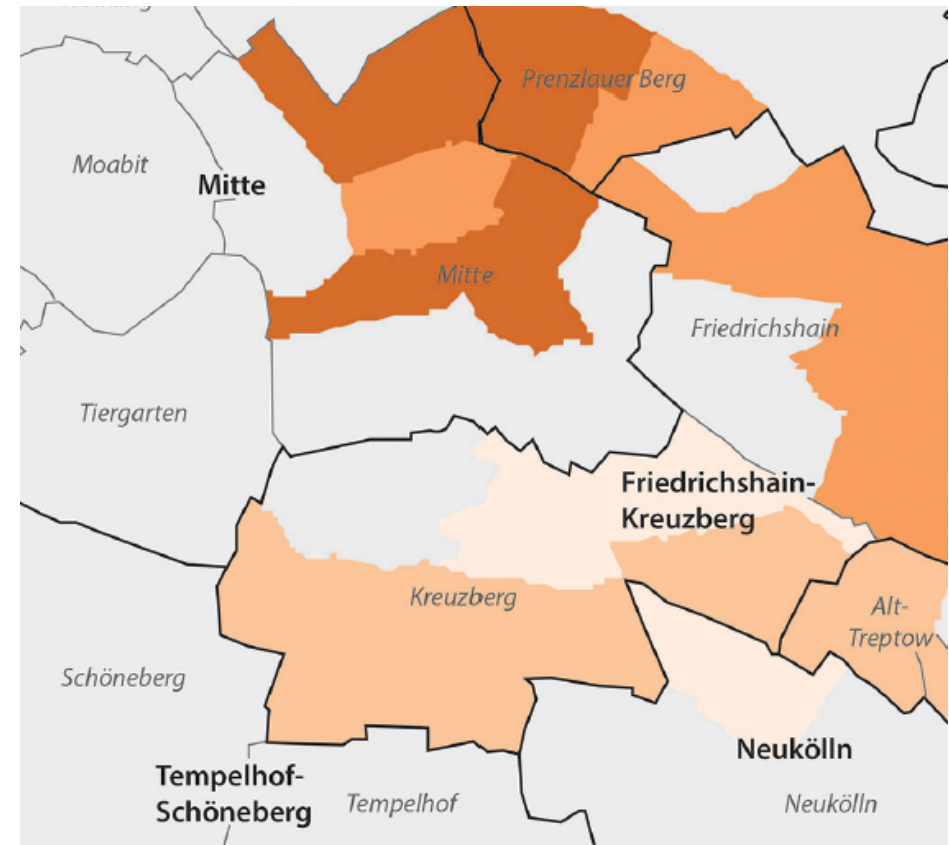 Prenzlauer Berg
Moabit
Mitte
Mitte
Friedrichshain
Tiergarten
Friedrichshain-
Kreuzberg
Kreuzberg
Alt-
Treptow
Schöneberg
Neukölln
Tempelhof-
Schöneberg
Tempelhof
Neukölln